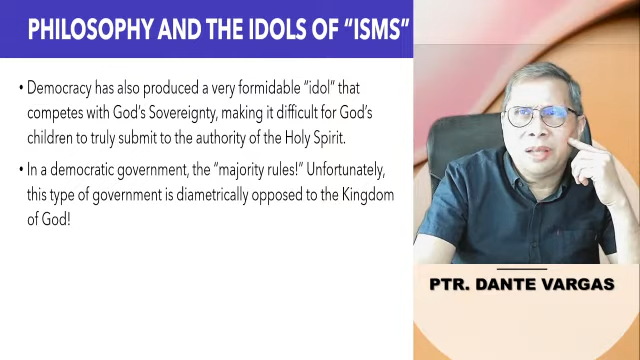 PHILOSOPHY AND THE IDOLS OF “ISMS”
• Democracy has also produced a very formidable “idol” that
competes with God’s Sovereignty, making it difficult for God’s
children to truly submit to the authority of the Holy Spirit.
• In a democratic government, the “majority rules!” Unfortunately,
this type of government is diametrically opposed to the Kingdom
of God!
PTR. DANTE VARGAS